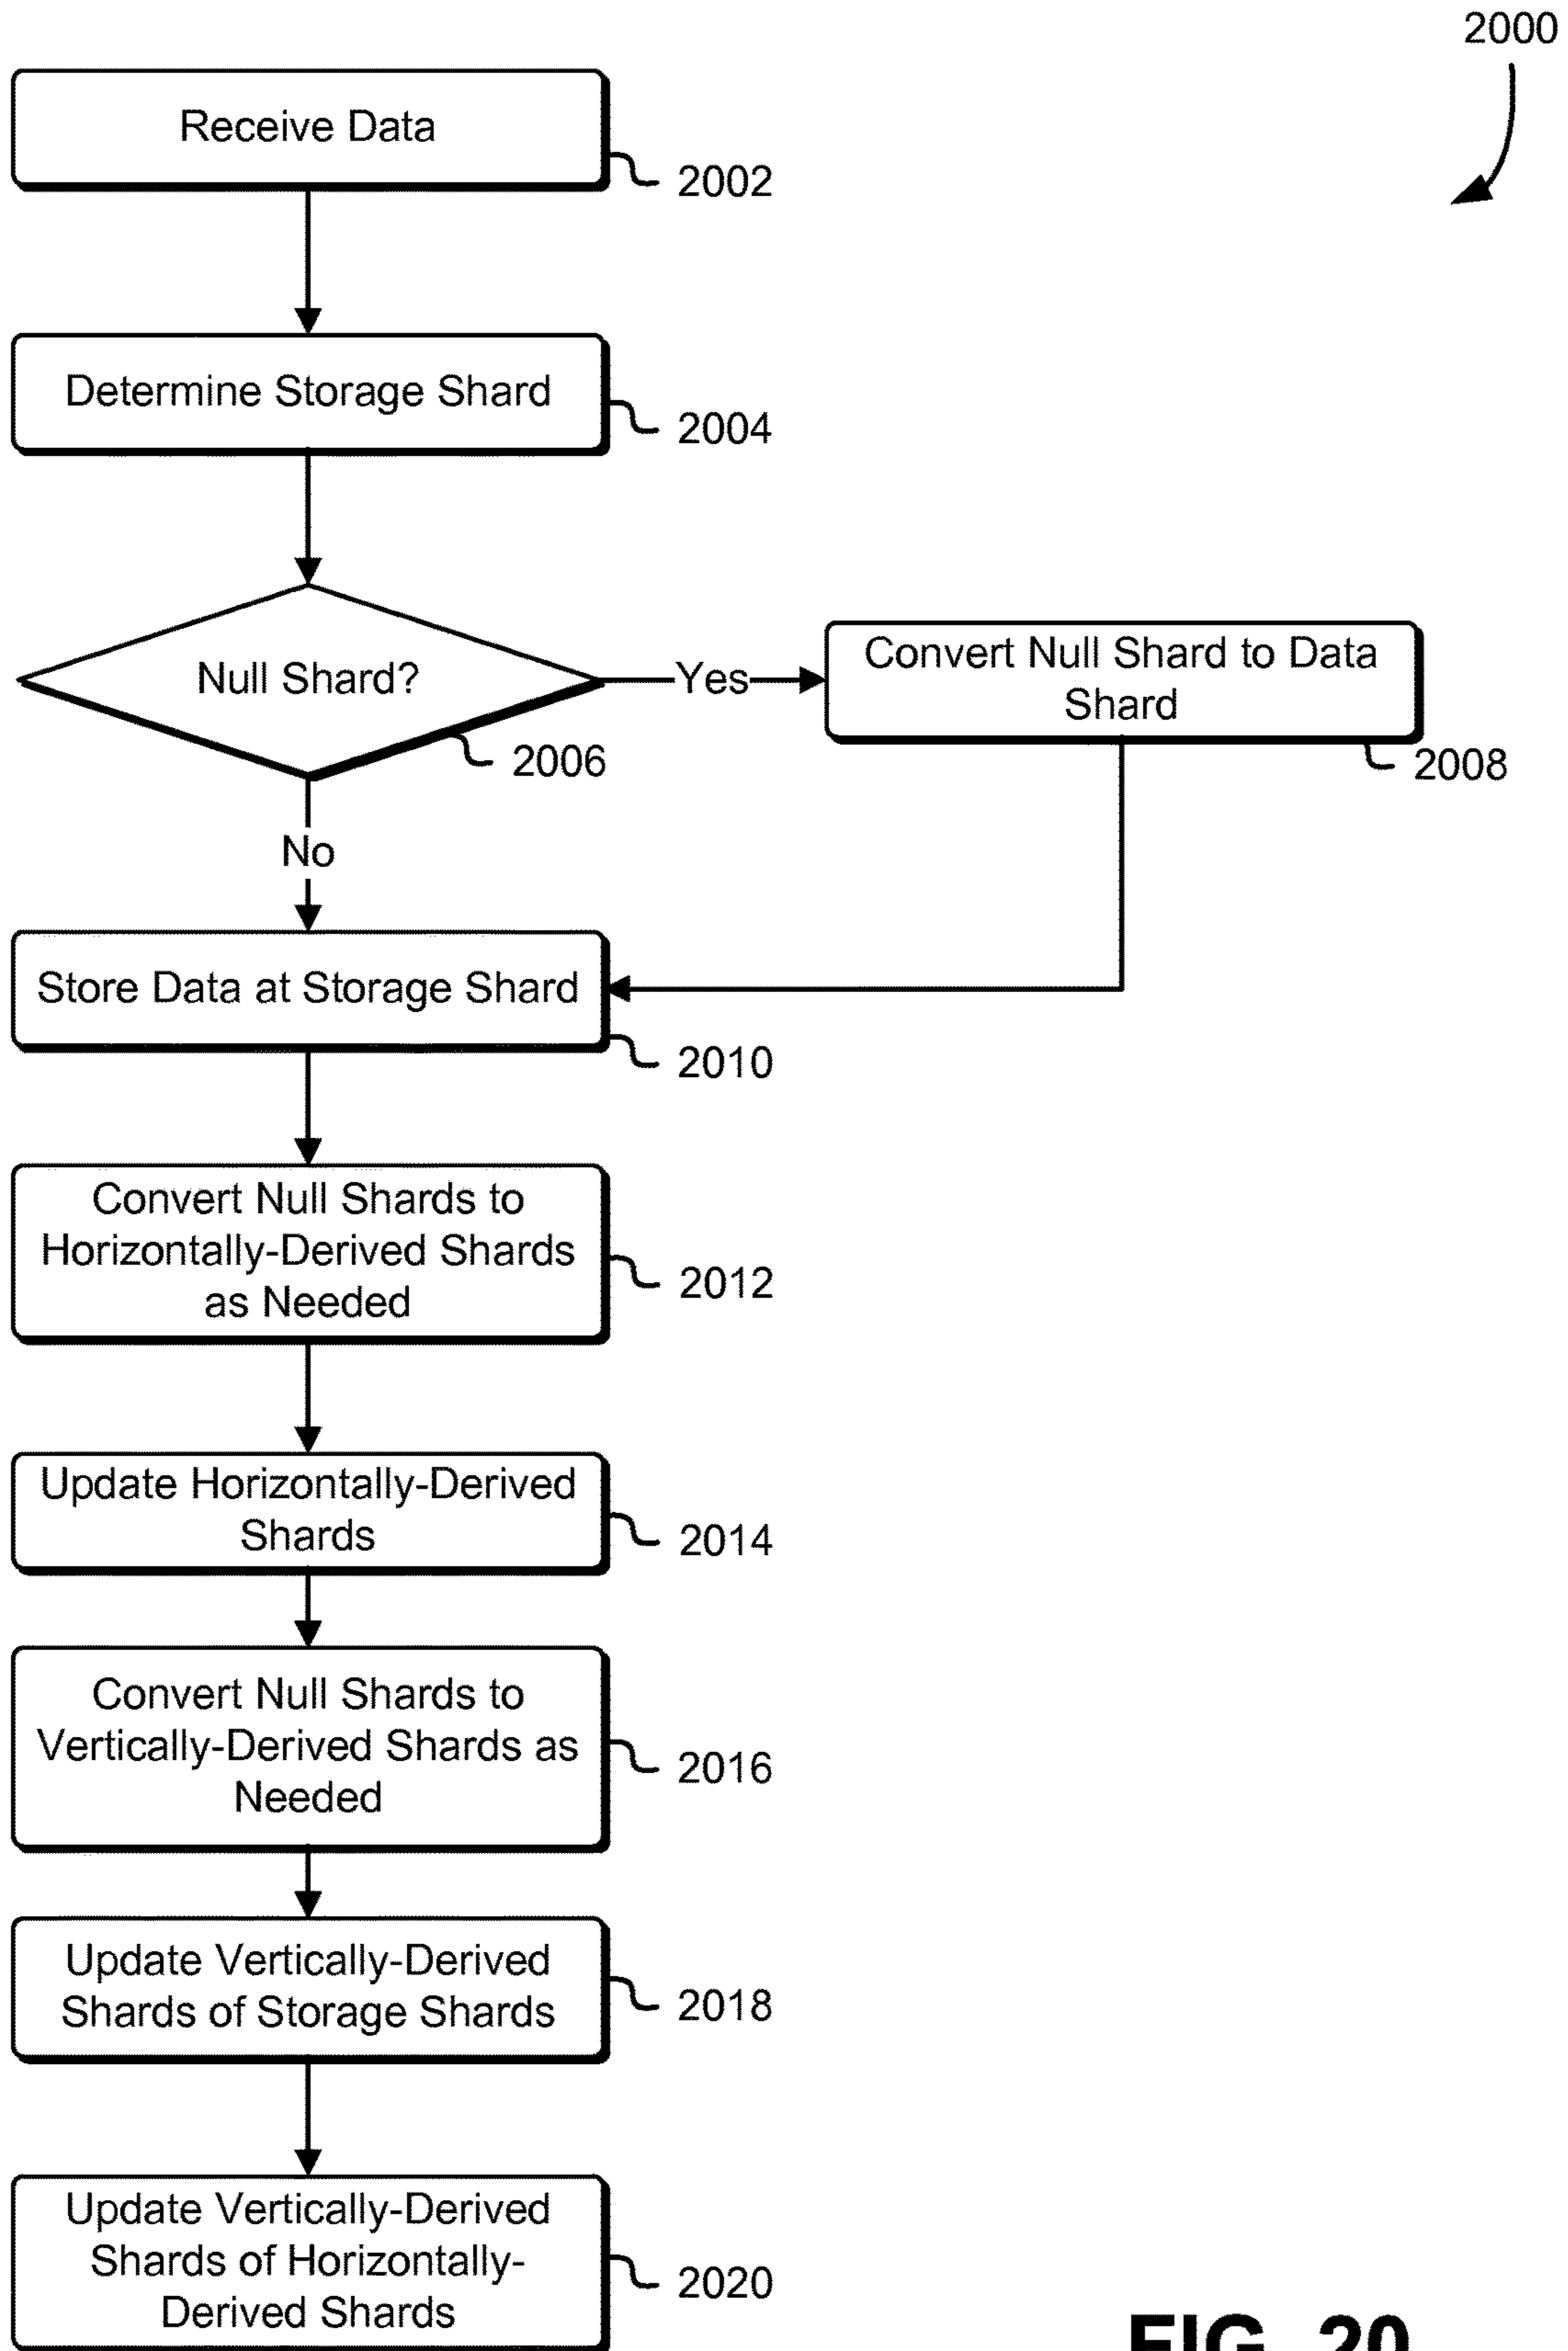 2000
Receive Data
2002
Determine Storage Shard
2004
Null Shard?
Yes
Convert Null Shard to Data
Shard
2006
2008
No
Store Data at Storage Shard
2010
Convert Null Shards to
Horizontally-Derived Shards
as Needed
2012
Update Horizontally-Derived
Shards
2014
Convert Null Shards to
Vertically-Derived Shards as
Needed
2016
Update Vertically-Derived
Shards of Storage Shards
2018
Update Vertically-Derived
Shards of Horizontally-
Derived Shards
2020
FIG. 20